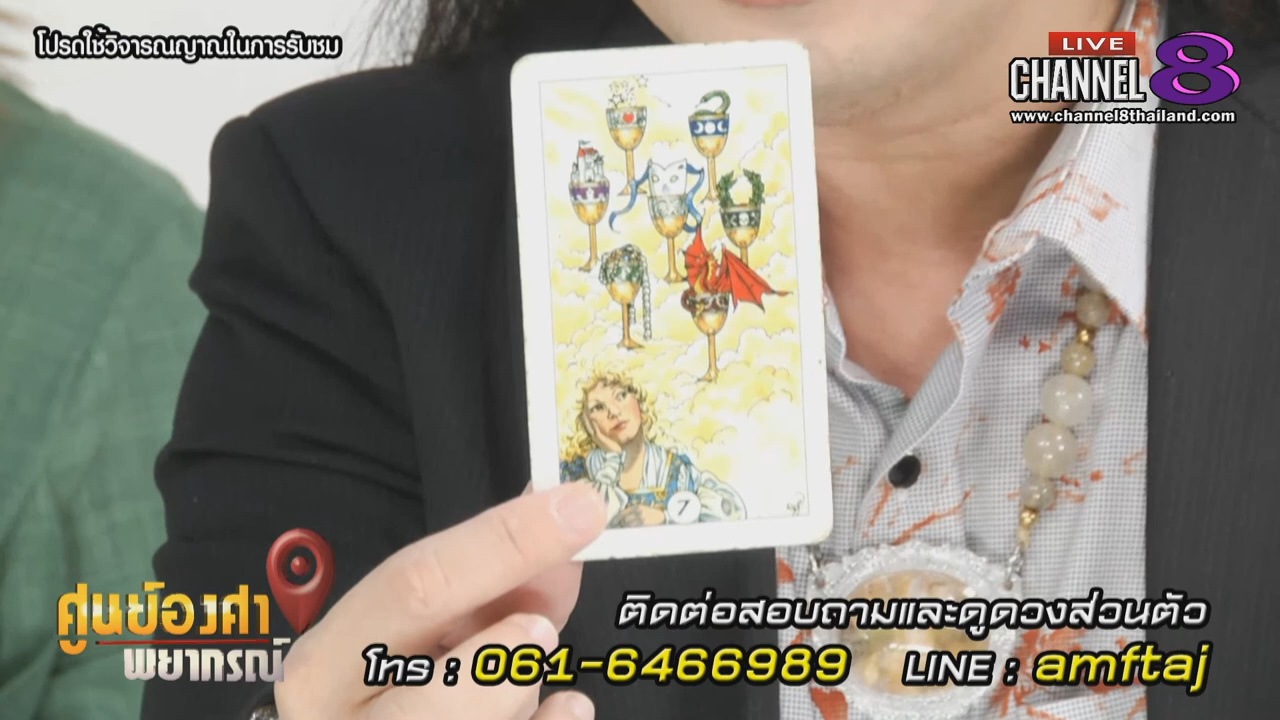 โปรดใช้วิจารณญาณในการรับชม
LIVE
CHANNEL 8
www.channel8thailand.com
7
ศูนย์องศา
พยากรณ์
ติดต่อสอบถามและดูดวงส่วนตัว
โทร : 061-6466989 LINE : amftaj